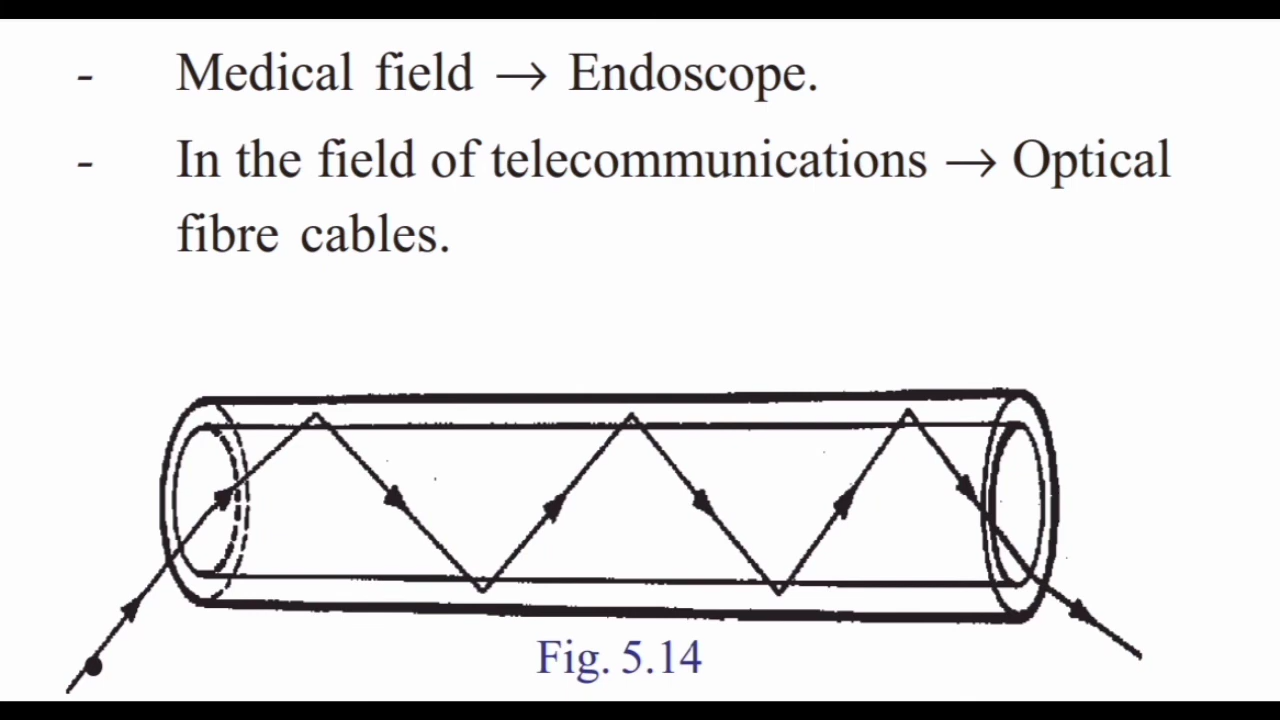 - Medical field → Endoscope.
- In the field of telecommunications → Optical
fibre cables.
Fig. 5.14